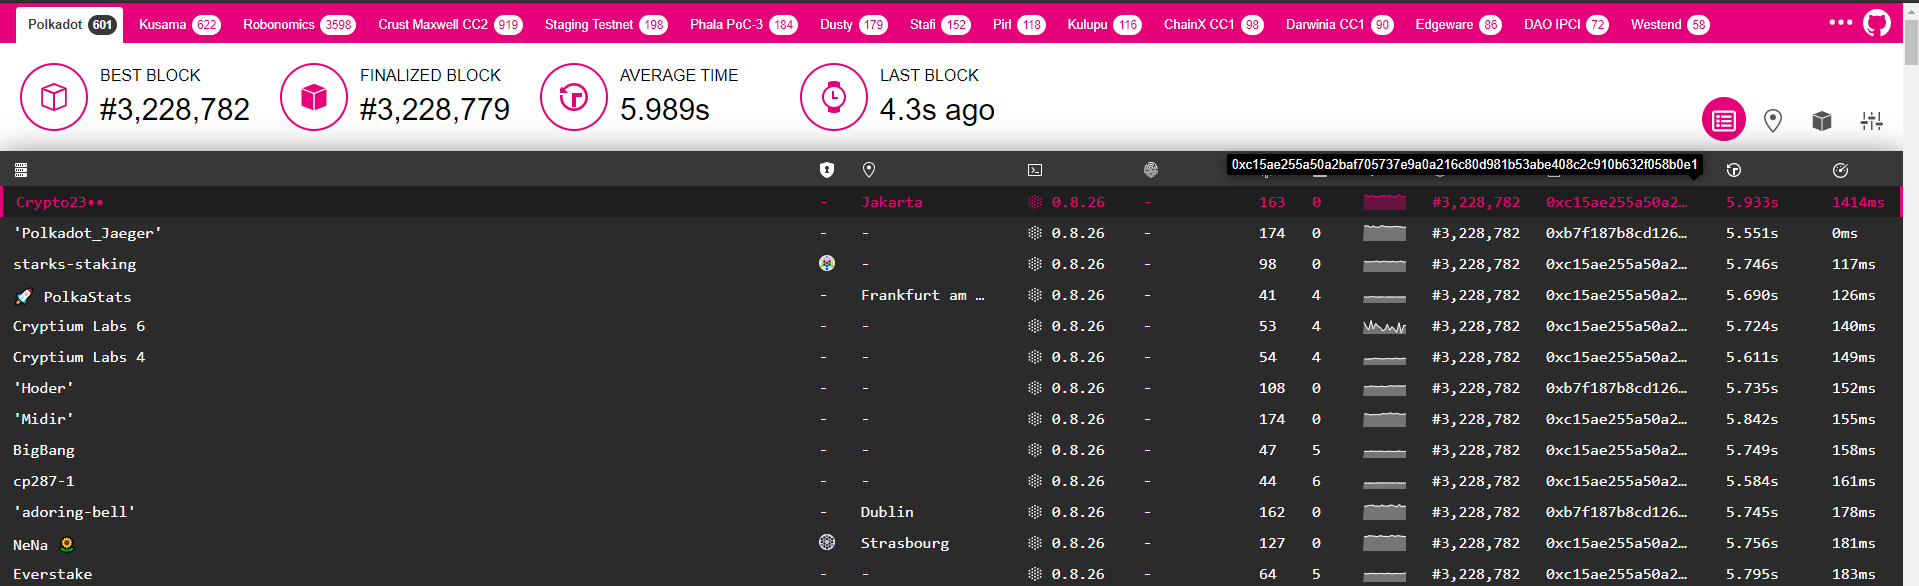 Polkadot 601 Kusama 622 Robonomics 3598 Crust Maxwell CC2 919 Staging Testnet 198 Phala PoC-3 184 Dusty 179 Stafi 152 Pirl 118 Kulupu 116 ChainX CC1 98 Darwinia CC1 90 Edgeware 86 DAO IPCI 72 Westend 58
BEST BLOCK FINALIZED BLOCK AVERAGE TIME LAST BLOCK
#3,228,782 #3,228,779 5.989s 4.3s ago
0xc15ae255a50a2baf705737e9a0a216c80d981b53abe408c2c910b632f058b0e1
Crypto23•• - Jakarta 0.8.26 - 163 0 #3,228,782 0xc15ae255a50a2… 5.933s 1414ms
'Polkadot_Jaeger' - - 0.8.26 - 174 0 #3,228,782 0xb7f187b8cd126… 5.551s 0ms
starks-staking - 0.8.26 - 98 0 #3,228,782 0xc15ae255a50a2… 5.746s 117ms
🚀 PolkaStats - Frankfurt am … 0.8.26 - 41 4 #3,228,782 0xc15ae255a50a2… 5.690s 126ms
Cryptium Labs 6 - - 0.8.26 - 53 4 #3,228,782 0xc15ae255a50a2… 5.724s 140ms
Cryptium Labs 4 - - 0.8.26 - 54 4 #3,228,782 0xc15ae255a50a2… 5.611s 149ms
'Hoder' - - 0.8.26 - 108 0 #3,228,782 0xb7f187b8cd126… 5.735s 152ms
'Midir' - - 0.8.26 - 174 0 #3,228,782 0xc15ae255a50a2… 5.842s 155ms
BigBang - - 0.8.26 - 47 5 #3,228,782 0xc15ae255a50a2… 5.749s 158ms
cp287-1 - - 0.8.26 - 44 6 #3,228,782 0xc15ae255a50a2… 5.584s 161ms
'adoring-bell' - Dublin 0.8.26 - 162 0 #3,228,782 0xb7f187b8cd126… 5.745s 178ms
NeNa 🌻 Strasbourg 0.8.26 - 127 0 #3,228,782 0xc15ae255a50a2… 5.756s 181ms
Everstake - - 0.8.26 - 64 5 #3,228,782 0xc15ae255a50a2… 5.795s 183ms